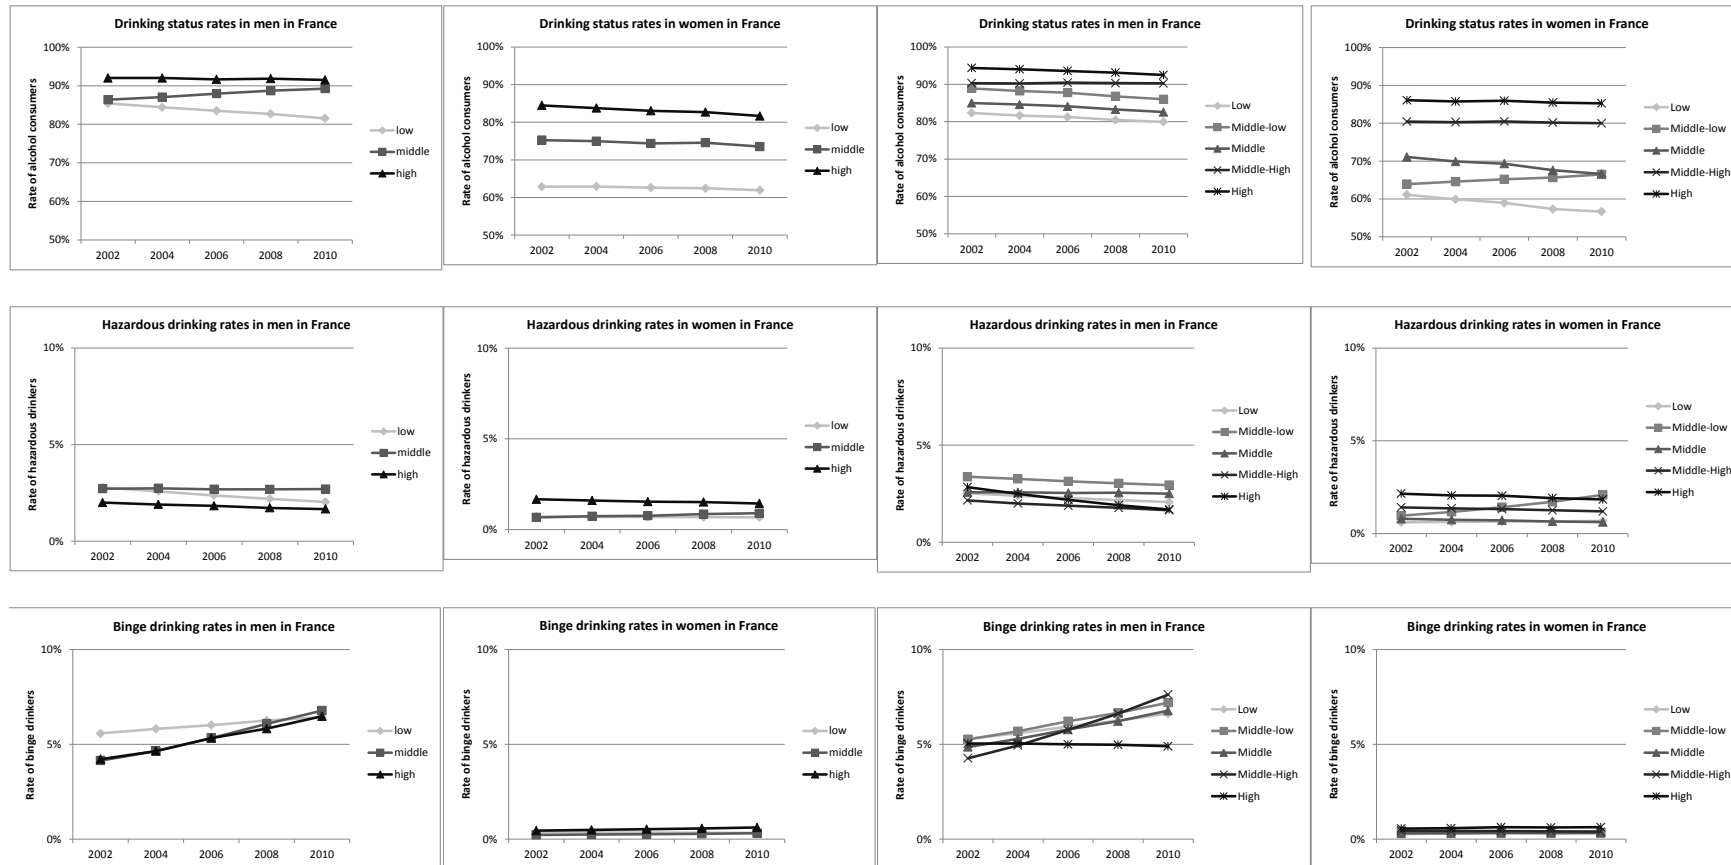 Drinking status rates in men in France
Rate of alcohol consumers
100%
90%
80%
70%
60%
50%
2002 2004 2006 2008 2010
low
middle
high
Drinking status rates in women in France
Rate of alcohol consumers
100%
90%
80%
70%
60%
50%
2002 2004 2006 2008 2010
low
middle
high
Drinking status rates in men in France
Rate of alcohol consumers
100%
90%
80%
70%
60%
50%
2002 2004 2006 2008 2010
Low
Middle-low
Middle
Middle-High
High
Drinking status rates in women in France
Rate of alcohol consumers
100%
90%
80%
70%
60%
50%
2002 2004 2006 2008 2010
Low
Middle-low
Middle
Middle-High
High
Hazardous drinking rates in men in France
Rate of hazardous drinkers
10%
5%
0%
2002 2004 2006 2008 2010
low
middle
high
Hazardous drinking rates in women in France
Rate of hazardous drinkers
10%
5%
0%
2002 2004 2006 2008 2010
low
middle
high
Hazardous drinking rates in men in France
Rate of hazardous drinkers
10%
5%
0%
2002 2004 2006 2008 2010
Low
Middle-low
Middle
Middle-High
High
Hazardous drinking rates in women in France
Rate of hazardous drinkers
10%
5%
0%
2002 2004 2006 2008 2010
Low
Middle-low
Middle
Middle-High
High
Binge drinking rates in men in France
Rate of binge drinkers
10%
5%
0%
2002 2004 2006 2008 2010
low
middle
high
Binge drinking rates in women in France
Rate of binge drinkers
10%
5%
0%
2002 2004 2006 2008 2010
low
middle
high
Binge drinking rates in men in France
Rate of binge drinkers
10%
5%
0%
2002 2004 2006 2008 2010
Low
Middle-low
Middle
Middle-High
High
Binge drinking rates in women in France
Rate of binge drinkers
10%
5%
0%
2002 2004 2006 2008 2010
Low
Middle-low
Middle
Middle-High
High